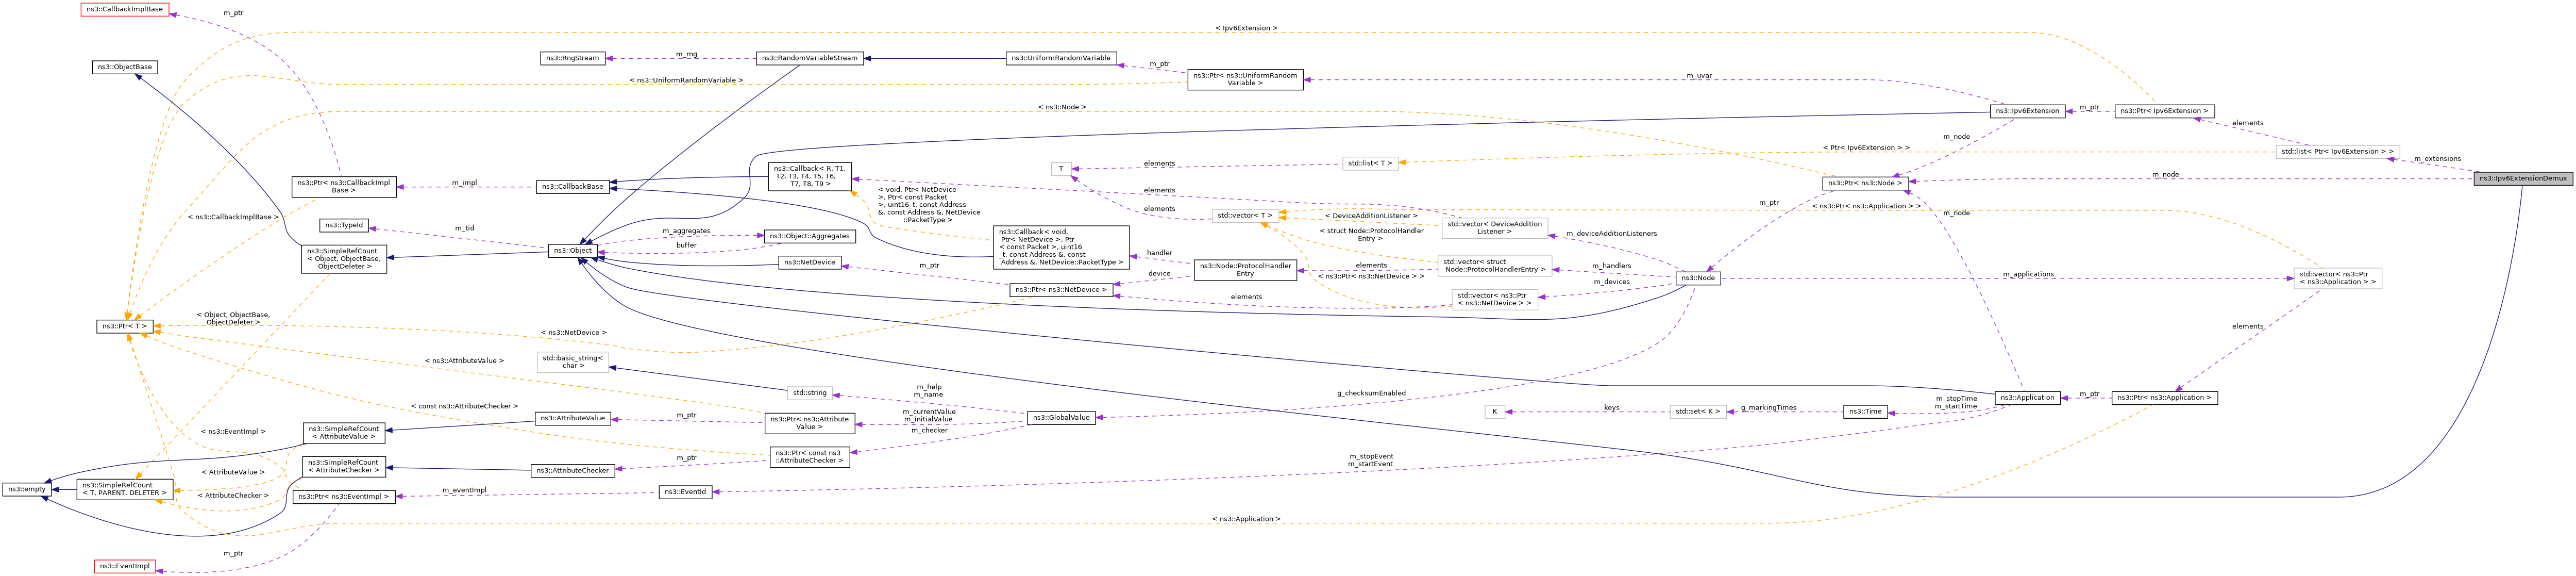 ns3::CallbackImplBase
m_ptr
< Ipv6Extension >
ns3::ObjectBase
ns3::RngStream
m_rng
ns3::RandomVariableStream
ns3::UniformRandomVariable
m_ptr
ns3::Ptr< ns3::UniformRandom
Variable >
m_uvar
< ns3::UniformRandomVariable >
< ns3::Node >
ns3::Ipv6Extension
m_ptr
ns3::Ptr< Ipv6Extension >
elements
m_node
< Ptr< Ipv6Extension > >
std::list< Ptr< Ipv6Extension > >
m_extensions
ns3::Ipv6ExtensionDemux
m_node
ns3::Ptr< ns3::Node >
T
elements
std::list< T >
elements
elements
ns3::Ptr< ns3::CallbackImpl
Base >
m_impl
ns3::CallbackBase
ns3::Callback< R, T1,
T2, T3, T4, T5, T6,
T7, T8, T9 >
< void, Ptr< NetDevice
>, Ptr< const Packet
>, uint16_t, const Address
&, const Address &, NetDevice
::PacketType >
< ns3::CallbackImplBase >
ns3::TypeId
m_tid
ns3::SimpleRefCount
< Object, ObjectBase,
ObjectDeleter >
ns3::Object
m_aggregates
buffer
ns3::Object::Aggregates
ns3::NetDevice
m_ptr
ns3::Callback< void,
Ptr< NetDevice >, Ptr
< const Packet >, uint16
_t, const Address &, const
Address &, NetDevice::PacketType >
handler
device
ns3::Node::ProtocolHandler
Entry
ns3::Ptr< ns3::NetDevice >
elements
std::vector< T >
< DeviceAdditionListener >
< struct Node::ProtocolHandler
Entry >
elements
< ns3::Ptr< ns3::NetDevice > >
std::vector< DeviceAddition
Listener >
std::vector< struct
Node::ProtocolHandlerEntry >
std::vector< ns3::Ptr
< ns3::NetDevice > >
m_deviceAdditionListeners
m_handlers
m_devices
m_ptr
ns3::Node
< ns3::Ptr< ns3::Application > >
m_node
m_applications
std::vector< ns3::Ptr
< ns3::Application > >
elements
ns3::Ptr< T >
< Object, ObjectBase,
ObjectDeleter >
< ns3::NetDevice >
< ns3::AttributeValue >
std::basic_string<
char >
std::string
m_help
m_name
< const ns3::AttributeChecker >
g_checksumEnabled
ns3::AttributeValue
m_ptr
ns3::Ptr< ns3::Attribute
Value >
m_currentValue
m_initialValue
m_checker
ns3::GlobalValue
K
keys
std::set< K >
g_markingTimes
ns3::Time
m_stopTime
m_startTime
ns3::Application
m_ptr
ns3::Ptr< ns3::Application >
< ns3::EventImpl >
ns3::SimpleRefCount
< AttributeValue >
ns3::SimpleRefCount
< AttributeChecker >
ns3::AttributeChecker
m_ptr
ns3::Ptr< const ns3
::AttributeChecker >
m_stopEvent
m_startEvent
< AttributeValue >
< AttributeChecker >
ns3::empty
ns3::SimpleRefCount
< T, PARENT, DELETER >
ns3::Ptr< ns3::EventImpl >
m_eventImpl
ns3::EventId
< ns3::Application >
m_ptr
ns3::EventImpl